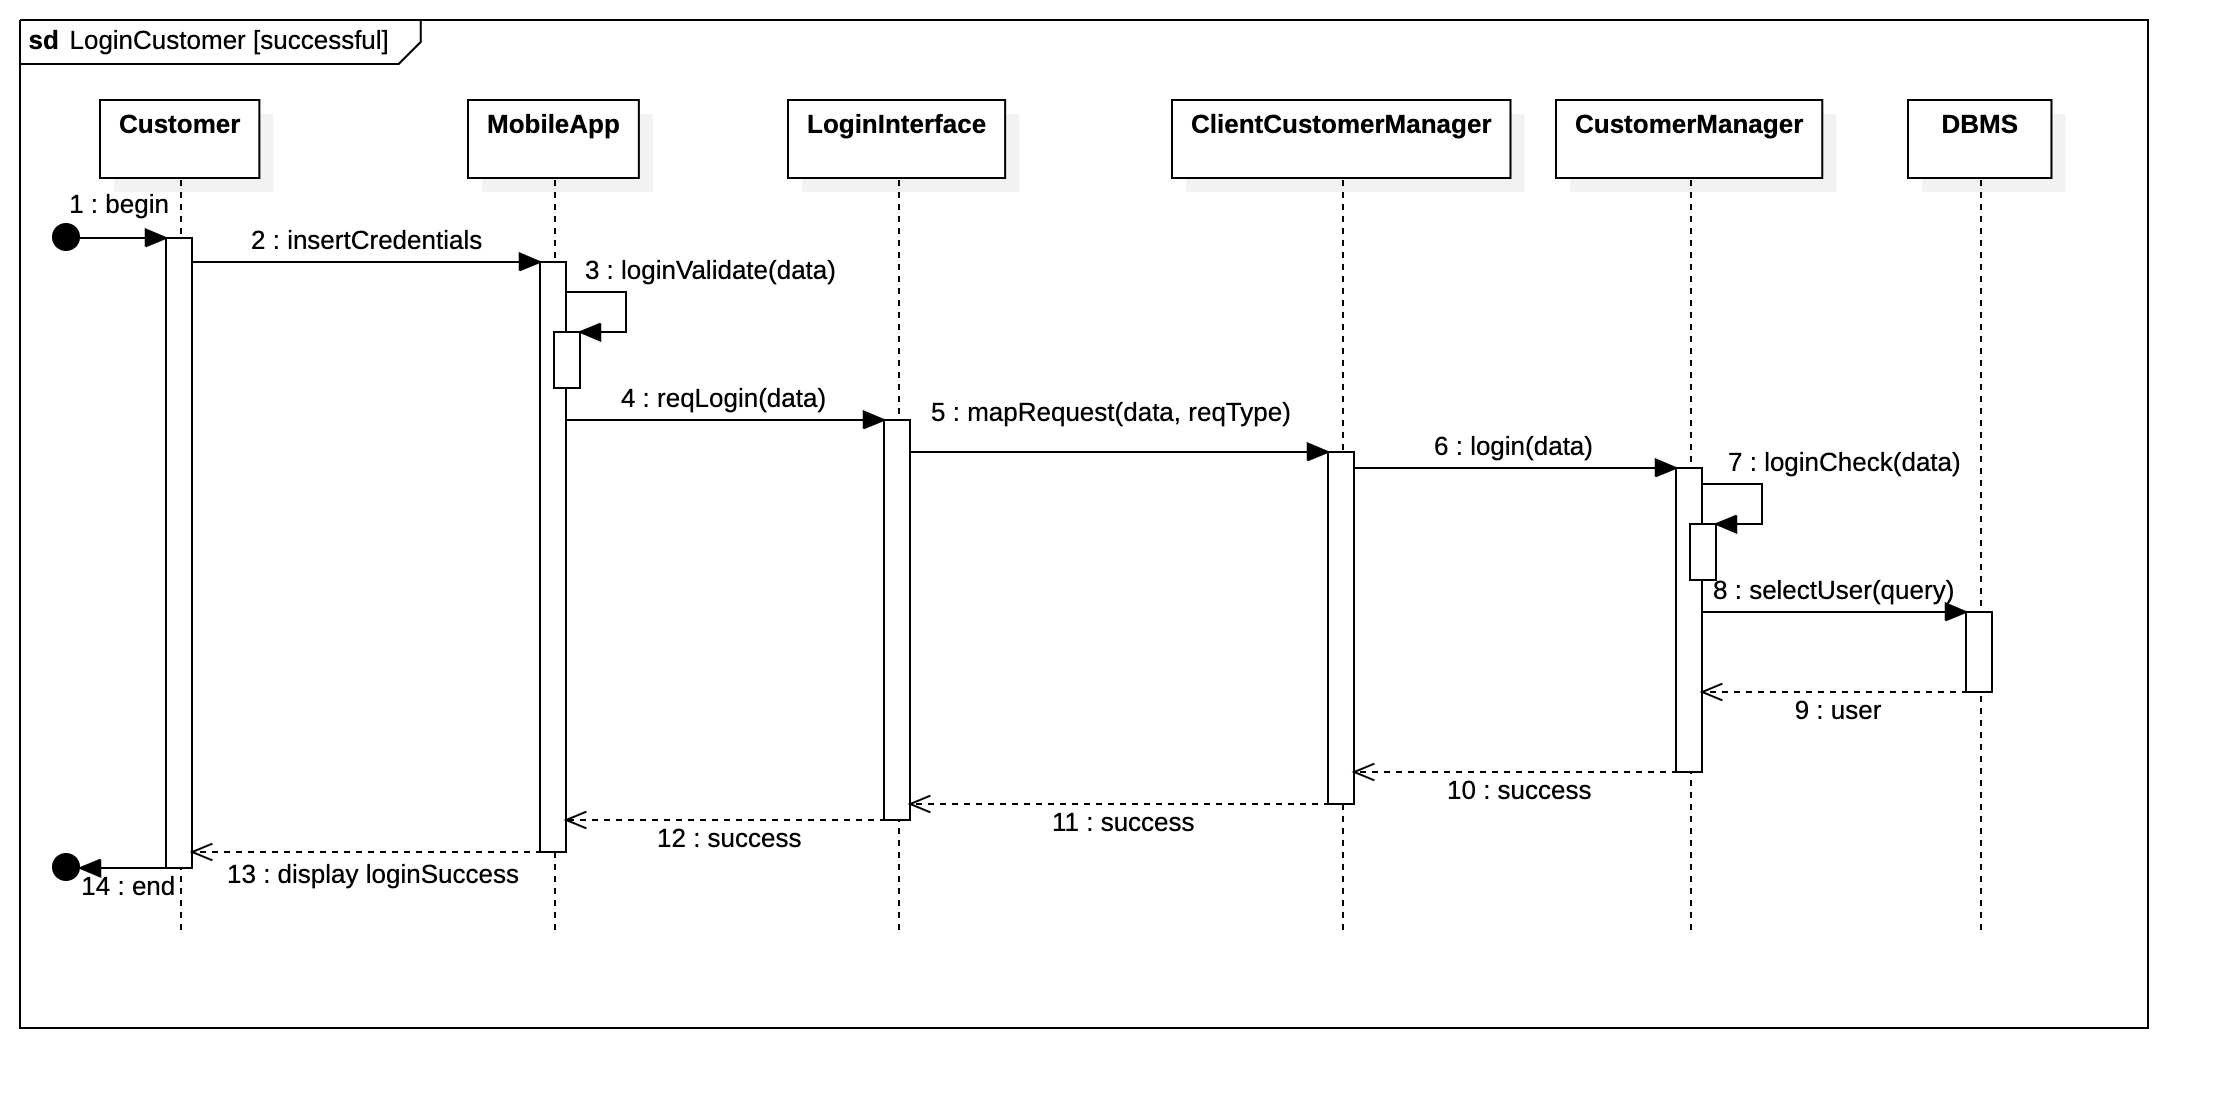 sd LoginCustomer [successful]
Customer
MobileApp
LoginInterface
ClientCustomerManager
CustomerManager
DBMS
1 : begin
2 : insertCredentials
3 : loginValidate(data)
4 : reqLogin(data)
5 : mapRequest(data, reqType)
6 : login(data)
7 : loginCheck(data)
8 : selectUser(query)
9 : user
10 : success
11 : success
12 : success
13 : display loginSuccess
14 : end